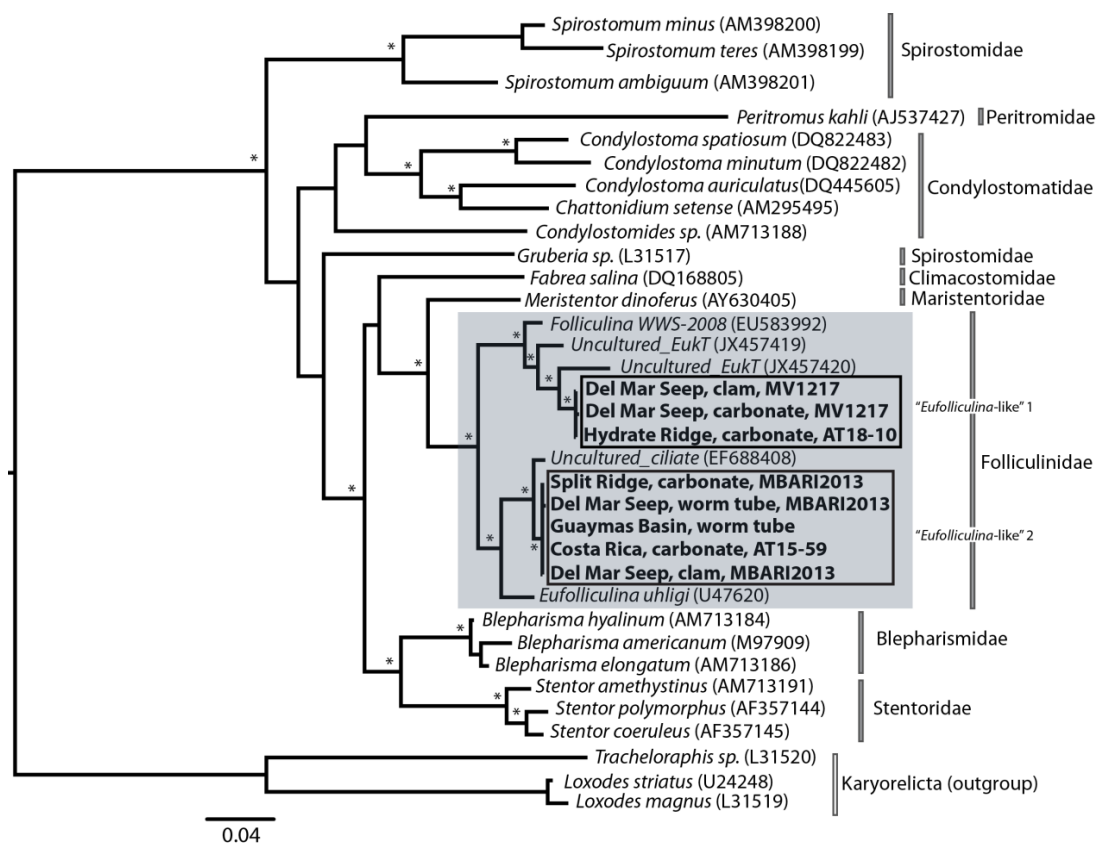 Spirostomum minus (AM398200)
Spirostomum teres (AM398199)
Spirostomidae
Spirostomum ambiguum (AM398201)
Peritromus kahli (AJ537427)
Peritromidae
Condylostoma spatiosum (DQ822483)
Condylostoma minutum (DQ822482)
Condylostoma auriculatus(DQ445605)
Condylostomatidae
Chattonidium setense (AM295495)
Condylostomides sp. (AM713188)
Gruberia sp. (L31517)
Spirostomidae
Fabrea salina (DQ168805)
Climacostomidae
Meristentor dinoferus (AY630405)
Maristentoridae
Folliculina WWS-2008 (EU583992)
Uncultured_EukT (JX457419)
Uncultured_EukT (JX457420)
Del Mar Seep, clam, MV1217
Del Mar Seep, carbonate, MV1217
"Eufolliculina-like" 1
Hydrate Ridge, carbonate, AT18-10
Uncultured_ciliate (EF688408)
Folliculinidae
Split Ridge, carbonate, MBARI2013
Del Mar Seep, worm tube, MBARI2013
Guaymas Basin, worm tube
"Eufolliculina-like" 2
Costa Rica, carbonate, AT15-59
Del Mar Seep, clam, MBARI2013
Eufolliculina uhligi (U47620)
Blepharisma hyalinum (AM713184)
Blepharisma americanum (M97909)
Blepharismidae
Blepharisma elongatum (AM713186)
Stentor amethystinus (AM713191)
Stentor polymorphus (AF357144)
Stentoridae
Stentor coeruleus (AF357145)
Tracheloraphis sp. (L31520)
Loxodes striatus (U24248)
Karyorelicta (outgroup)
Loxodes magnus (L31519)
0.04